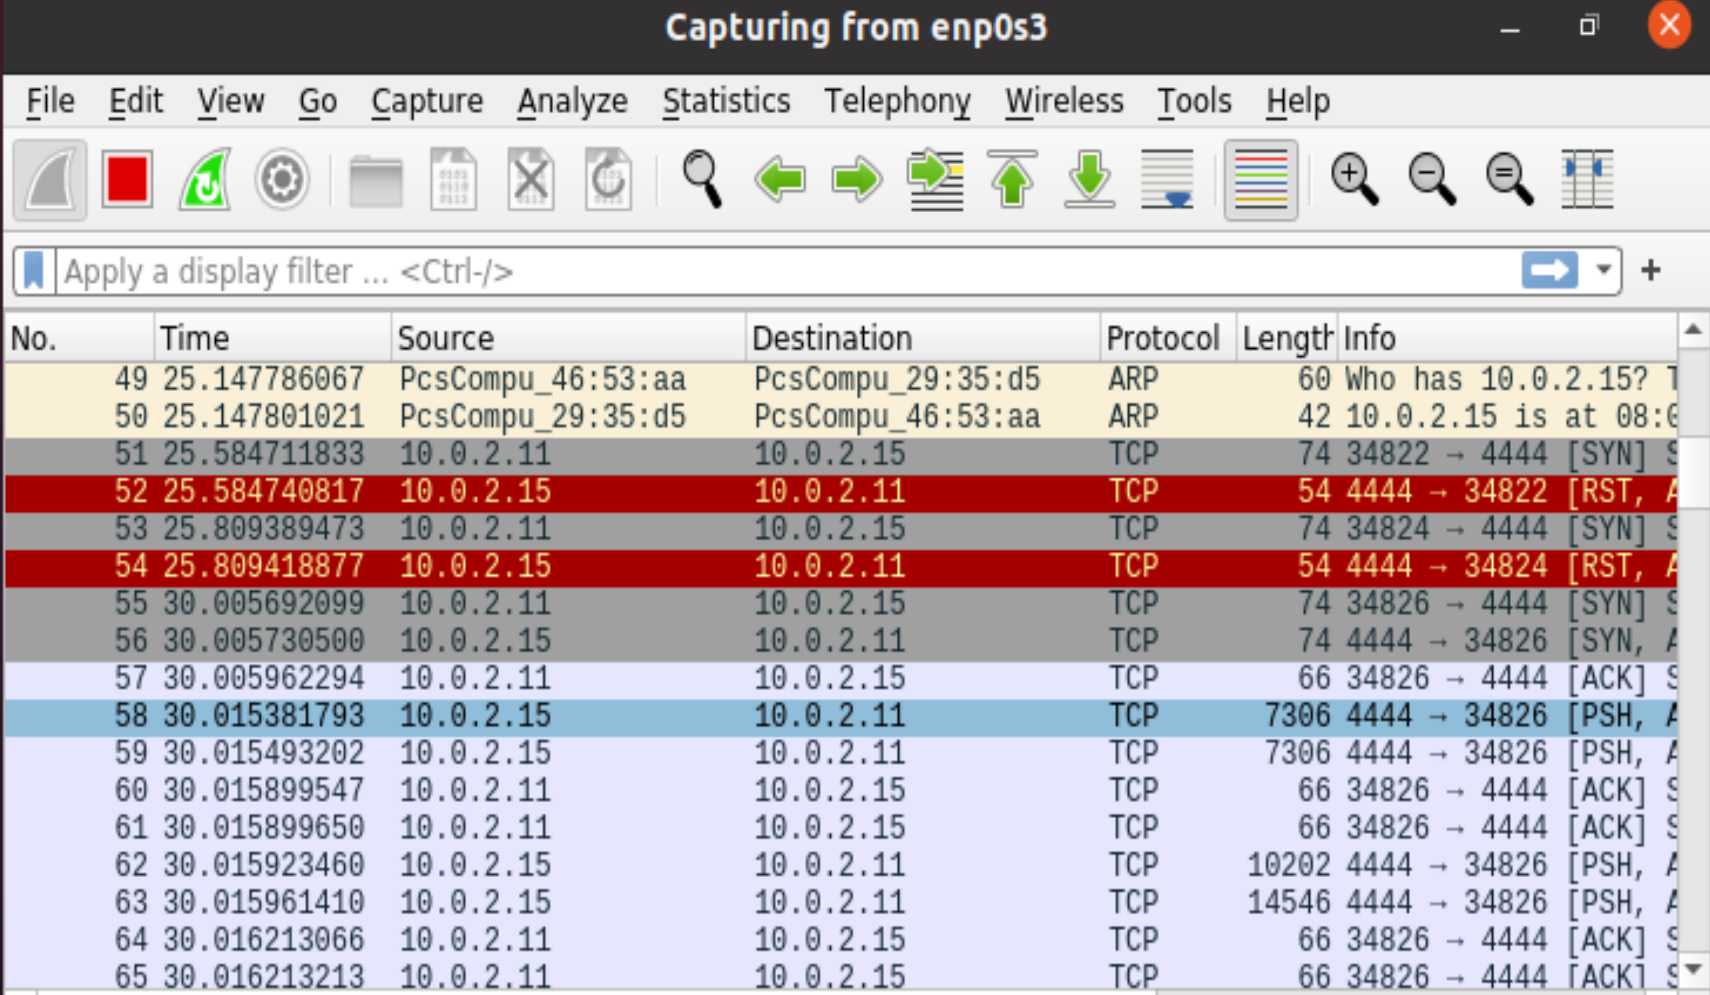 Capturing from enp0s3
File Edit View Go Capture Analyze Statistics Telephony Wireless Tools Help
Apply a display filter ... <Ctrl-/>
No. Time Source Destination Protocol Length Info
49 25.147786067 PcsCompu_46:53:aa PcsCompu_29:35:d5 ARP 60 Who has 10.0.2.15? T
50 25.147801021 PcsCompu_29:35:d5 PcsCompu_46:53:aa ARP 42 10.0.2.15 is at 08:0
51 25.584711833 10.0.2.11 10.0.2.15 TCP 74 34822 → 4444 [SYN] S
52 25.584740817 10.0.2.15 10.0.2.11 TCP 54 4444 → 34822 [RST, A
53 25.809389473 10.0.2.11 10.0.2.15 TCP 74 34824 → 4444 [SYN] S
54 25.809418877 10.0.2.15 10.0.2.11 TCP 54 4444 → 34824 [RST, A
55 30.005692099 10.0.2.11 10.0.2.15 TCP 74 34826 → 4444 [SYN] S
56 30.005730500 10.0.2.15 10.0.2.11 TCP 74 4444 → 34826 [SYN, A
57 30.005962294 10.0.2.11 10.0.2.15 TCP 66 34826 → 4444 [ACK] S
58 30.015381793 10.0.2.15 10.0.2.11 TCP 7306 4444 → 34826 [PSH, A
59 30.015493202 10.0.2.15 10.0.2.11 TCP 7306 4444 → 34826 [PSH, A
60 30.015899547 10.0.2.11 10.0.2.15 TCP 66 34826 → 4444 [ACK] S
61 30.015899650 10.0.2.11 10.0.2.15 TCP 66 34826 → 4444 [ACK] S
62 30.015923460 10.0.2.15 10.0.2.11 TCP 10202 4444 → 34826 [PSH, A
63 30.015961410 10.0.2.15 10.0.2.11 TCP 14546 4444 → 34826 [PSH, A
64 30.016213066 10.0.2.11 10.0.2.15 TCP 66 34826 → 4444 [ACK] S
65 30.016213213 10.0.2.11 10.0.2.15 TCP 66 34826 → 4444 [ACK] S